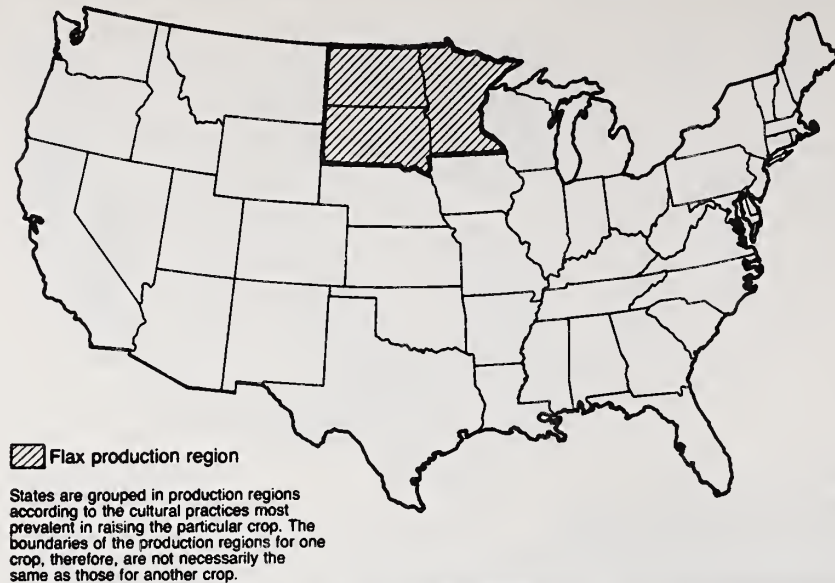 Flax production region
States are grouped in production regions
according to the cultural practices most
prevalent in raising the particular crop. The
boundaries of the production regions for one
crop, therefore, are not necessarily the
same as those for another crop.